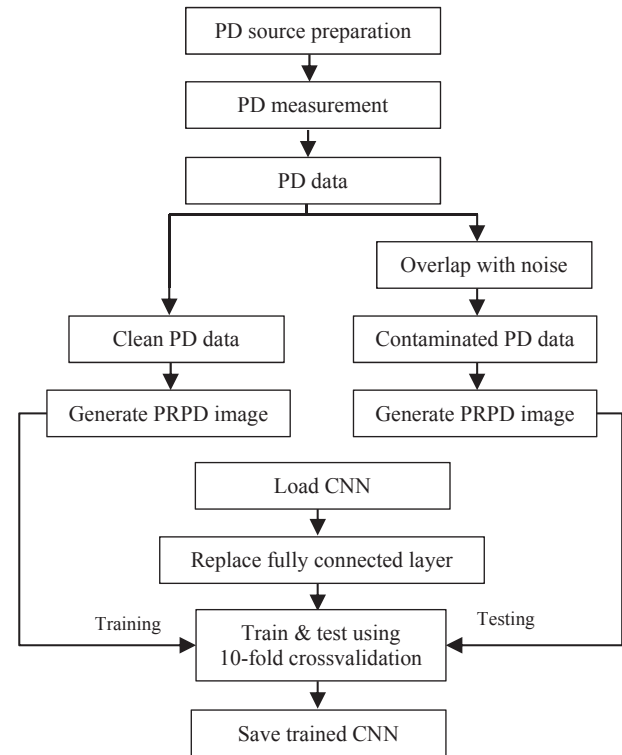 PD source preparation
PD measurement
PD data
Overlap with noise
Clean PD data
Contaminated PD data
Generate PRPD image
Generate PRPD image
Load CNN
Replace fully connected layer
Training
Train & test using
10-fold crossvalidation
Testing
Save trained CNN